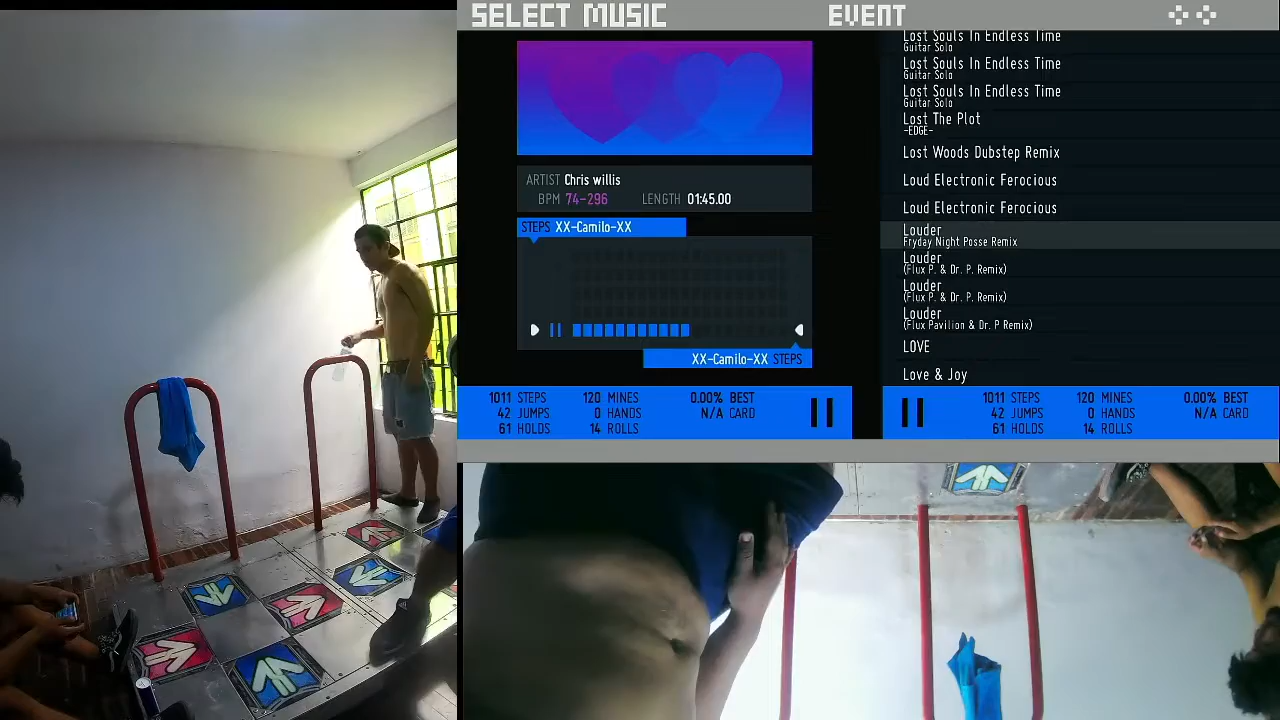 SELECT MUSIC
EVENT
ARTIST Chris willis
BPM 74-296 LENGTH 01:45.00
STEPS XX-Camilo-XX
XX-Camilo-XX STEPS
1011 STEPS 120 MINES 0.00% BEST
42 JUMPS 0 HANDS N/A CARD
61 HOLDS 14 ROLLS
Lost Souls In Endless Time
Guitar Solo
Lost Souls In Endless Time
Guitar Solo
Lost Souls In Endless Time
Guitar Solo
Lost The Plot
-EDGE-
Lost Woods Dubstep Remix
Loud Electronic Ferocious
Loud Electronic Ferocious
Louder
Fryday Night Posse Remix
Louder
(Flux P. & Dr. P. Remix)
Louder
(Flux P. & Dr. P. Remix)
Louder
(Flux Pavilion & Dr. P Remix)
LOVE
Love & Joy
1011 STEPS 120 MINES 0.00% BEST
42 JUMPS 0 HANDS N/A CARD
61 HOLDS 14 ROLLS